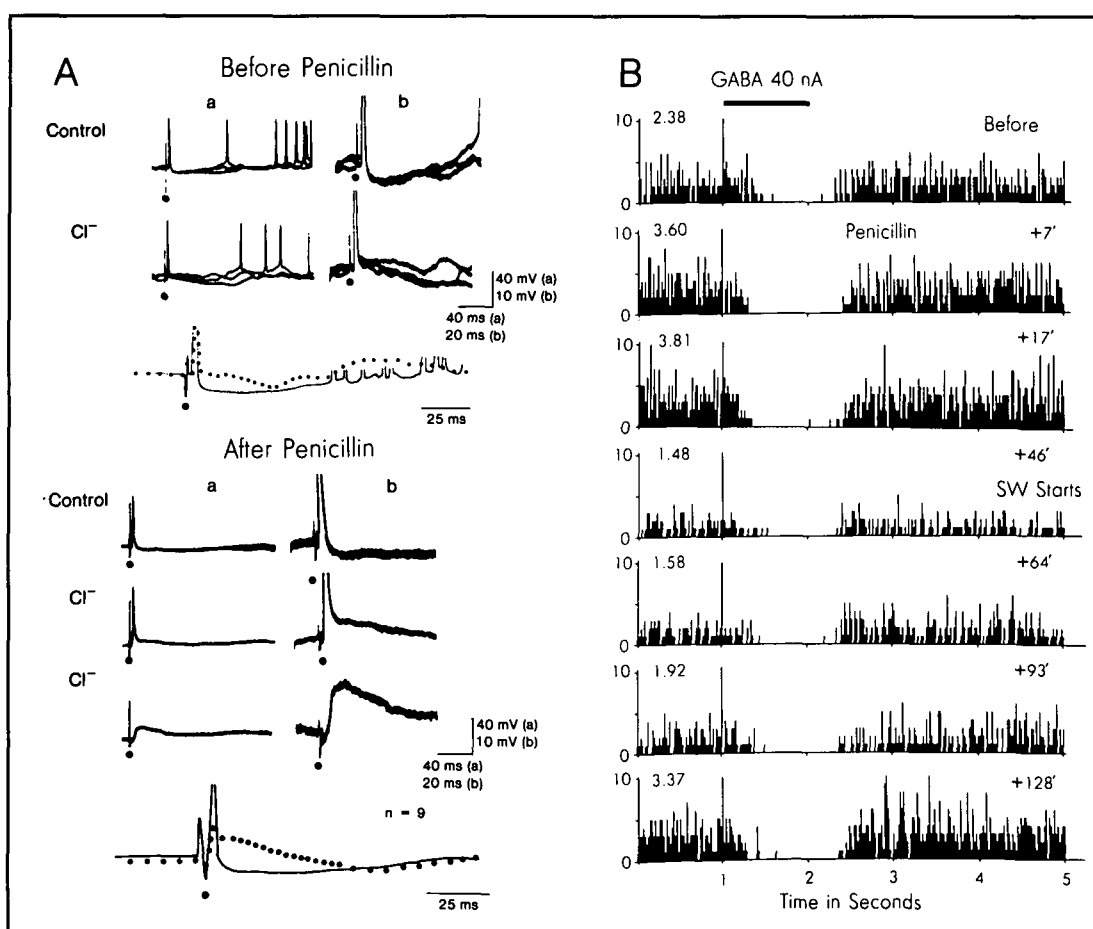 A
Before Penicillin
a b
Control
Cl⁻
40 mV (a)
10 mV (b)
40 ms (a)
20 ms (b)
25 ms
After Penicillin
a b
Control
Cl⁻
Cl⁻
40 mV (a)
10 mV (b)
40 ms (a)
20 ms (b)
n = 9
25 ms
B
GABA 40 nA
10 2.38 Before
0
10 3.60 Penicillin +7'
0
10 3.81 +17'
0
10 1.48 +46'
SW Starts
0
10 1.58 +64'
0
10 1.92 +93'
0
10 3.37 +128'
0
1 2 3 4 5
Time in Seconds